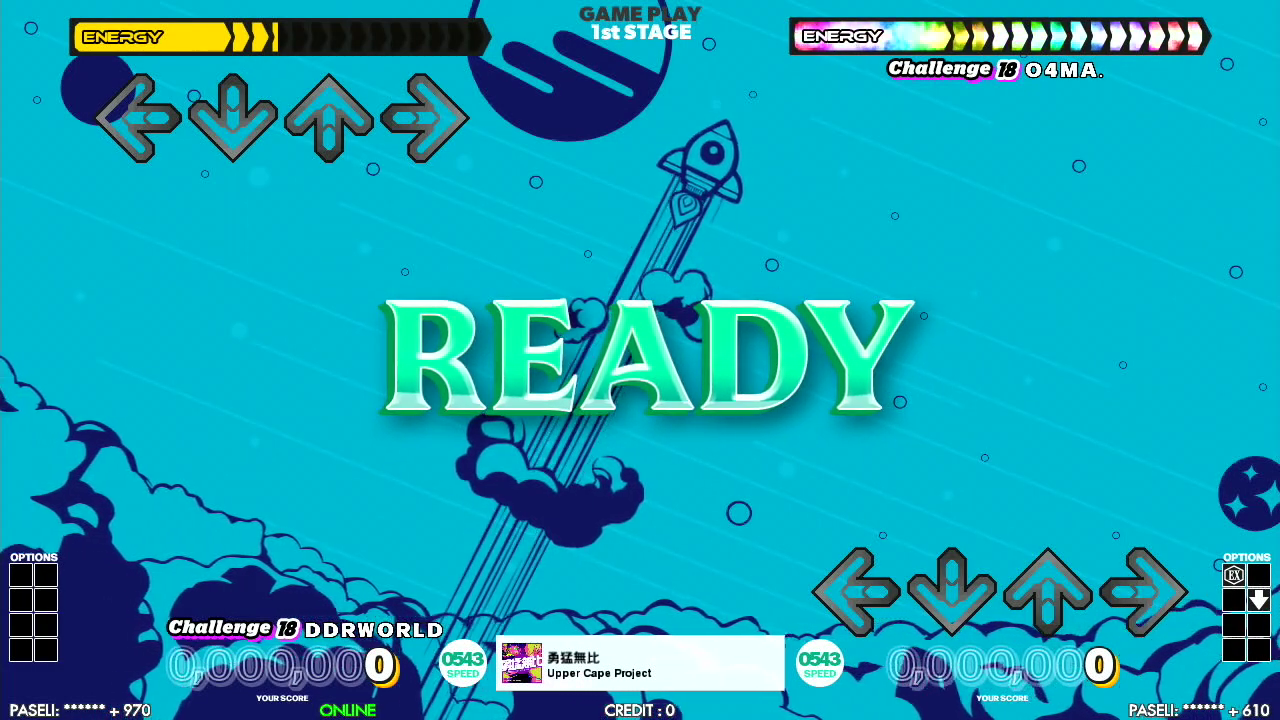 GAME PLAY
1st STAGE
ENERGY
ENERGY
Challenge 18 O4MA.
READY
OPTIONS
OPTIONS
EX
Challenge 18 DDRWORLD
0,000,000
0543
SPEED
勇猛無比
Upper Cape Project
0543
SPEED
0,000,000
YOUR SCORE
YOUR SCORE
PASELI: ****** + 970
ONLINE
CREDIT : 0
PASELI: ****** + 610